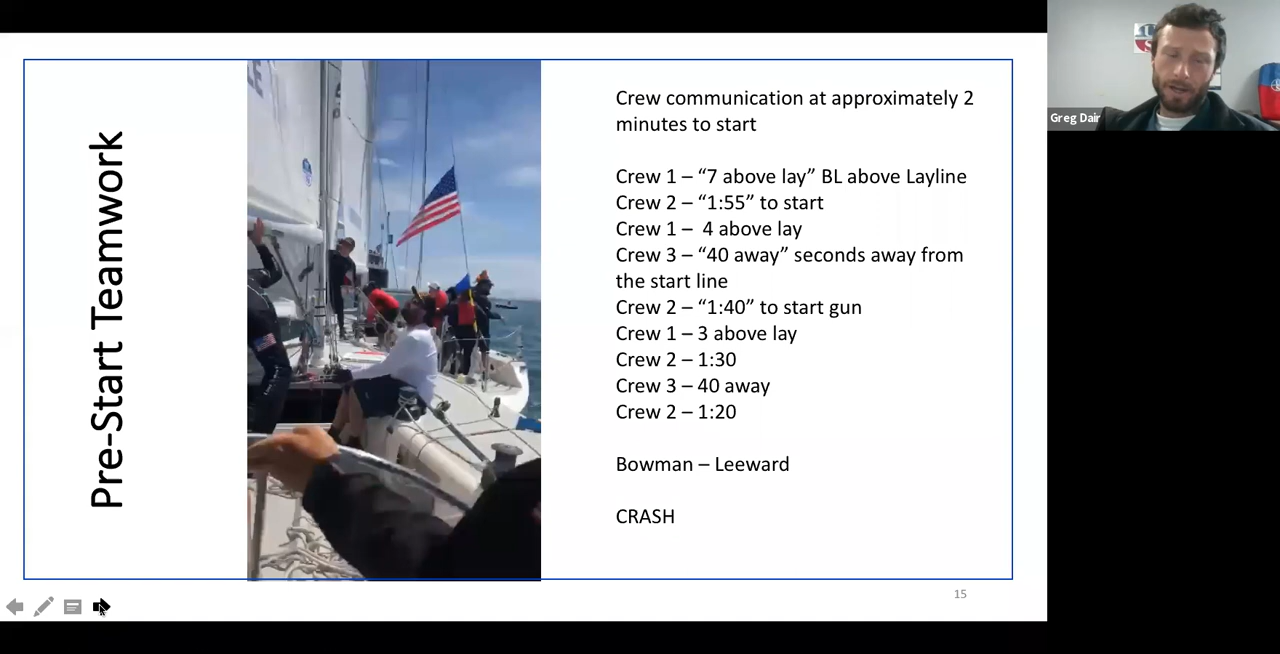 Pre-Start Teamwork
Crew communication at approximately 2
minutes to start
Crew 1 – “7 above lay” BL above Layline
Crew 2 – “1:55” to start
Crew 1 –  4 above lay
Crew 3 – “40 away” seconds away from
the start line
Crew 2 – “1:40” to start gun
Crew 1 – 3 above lay
Crew 2 – 1:30
Crew 3 – 40 away
Crew 2 – 1:20
Bowman – Leeward
CRASH
15
Greg Dair